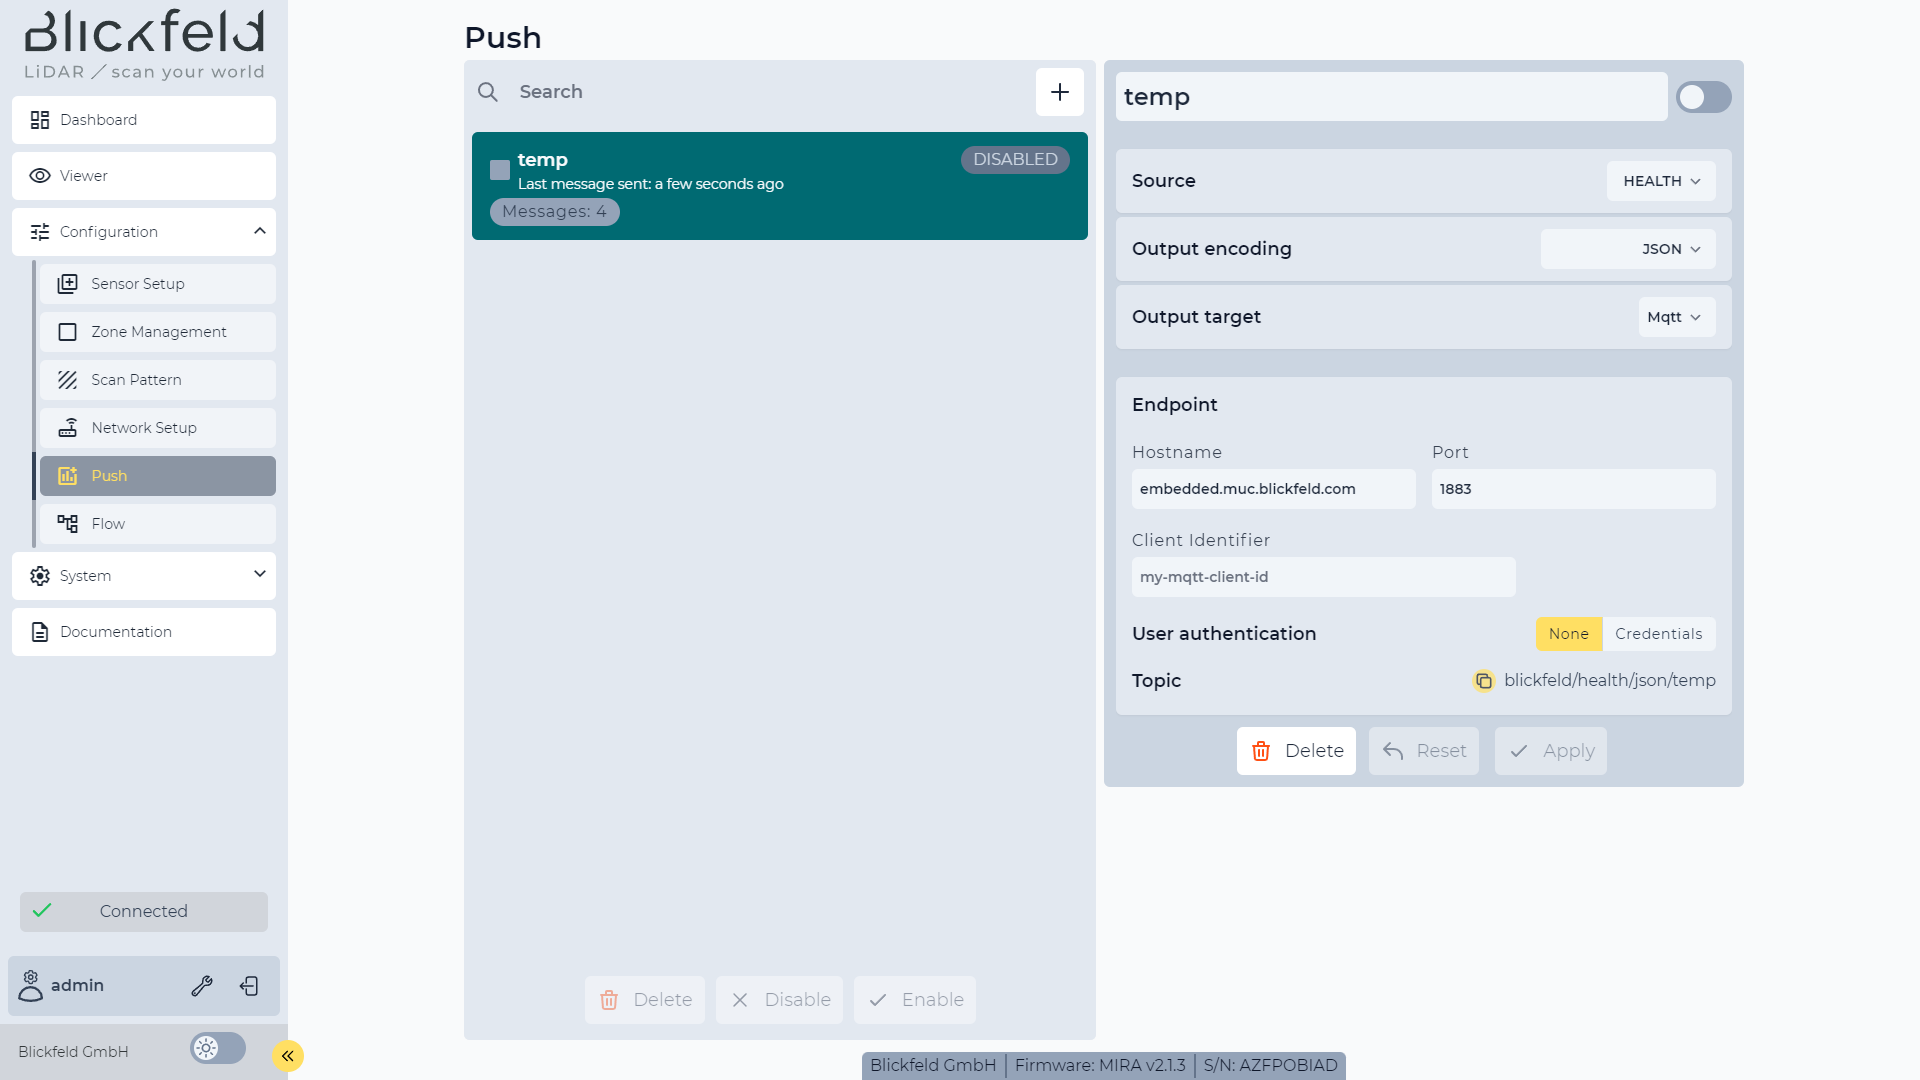 Blickfeld
LiDAR / scan your world
Dashboard
Viewer
Configuration
Sensor Setup
Zone Management
Scan Pattern
Network Setup
Push
Flow
System
Documentation
Connected
admin
Blickfeld GmbH
Push
Search
temp
DISABLED
Last message sent: a few seconds ago
Messages: 4
Delete
Disable
Enable
temp
Source
HEALTH
Output encoding
JSON
Output target
Mqtt
Endpoint
Hostname
Port
embedded.muc.blickfeld.com
1883
Client Identifier
my-mqtt-client-id
User authentication
None
Credentials
Topic
blickfeld/health/json/temp
Delete
Reset
Apply
Blickfeld GmbH
Firmware: MIRA v2.1.3
S/N: AZFPOBIAD